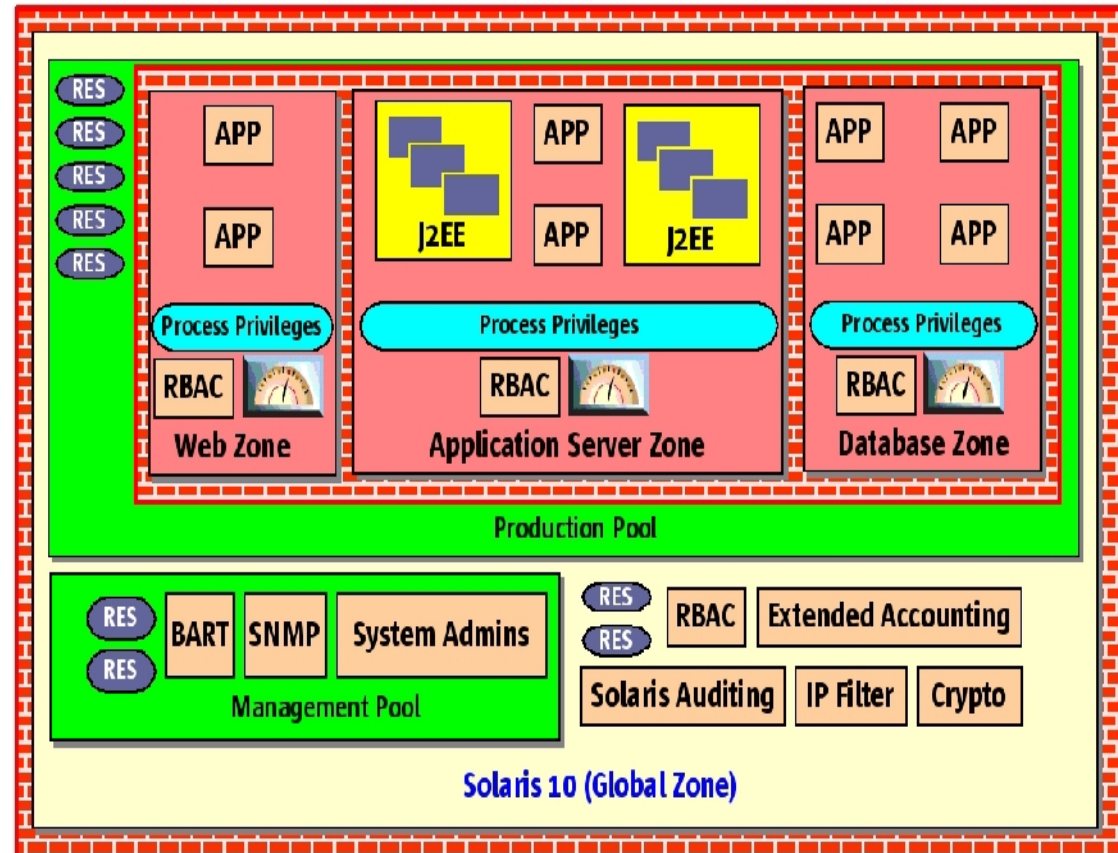 RES
RES
RES
RES
RES
APP
APP
Process Privileges
RBAC
Web Zone
J2EE
APP
APP
J2EE
Process Privileges
RBAC
Application Server Zone
APP
APP
APP
APP
Process Privileges
RBAC
Database Zone
Production Pool
RES
RES
BART
SNMP
System Admins
Management Pool
RES
RES
RBAC
Extended Accounting
Solaris Auditing
IP Filter
Crypto
Solaris 10 (Global Zone)